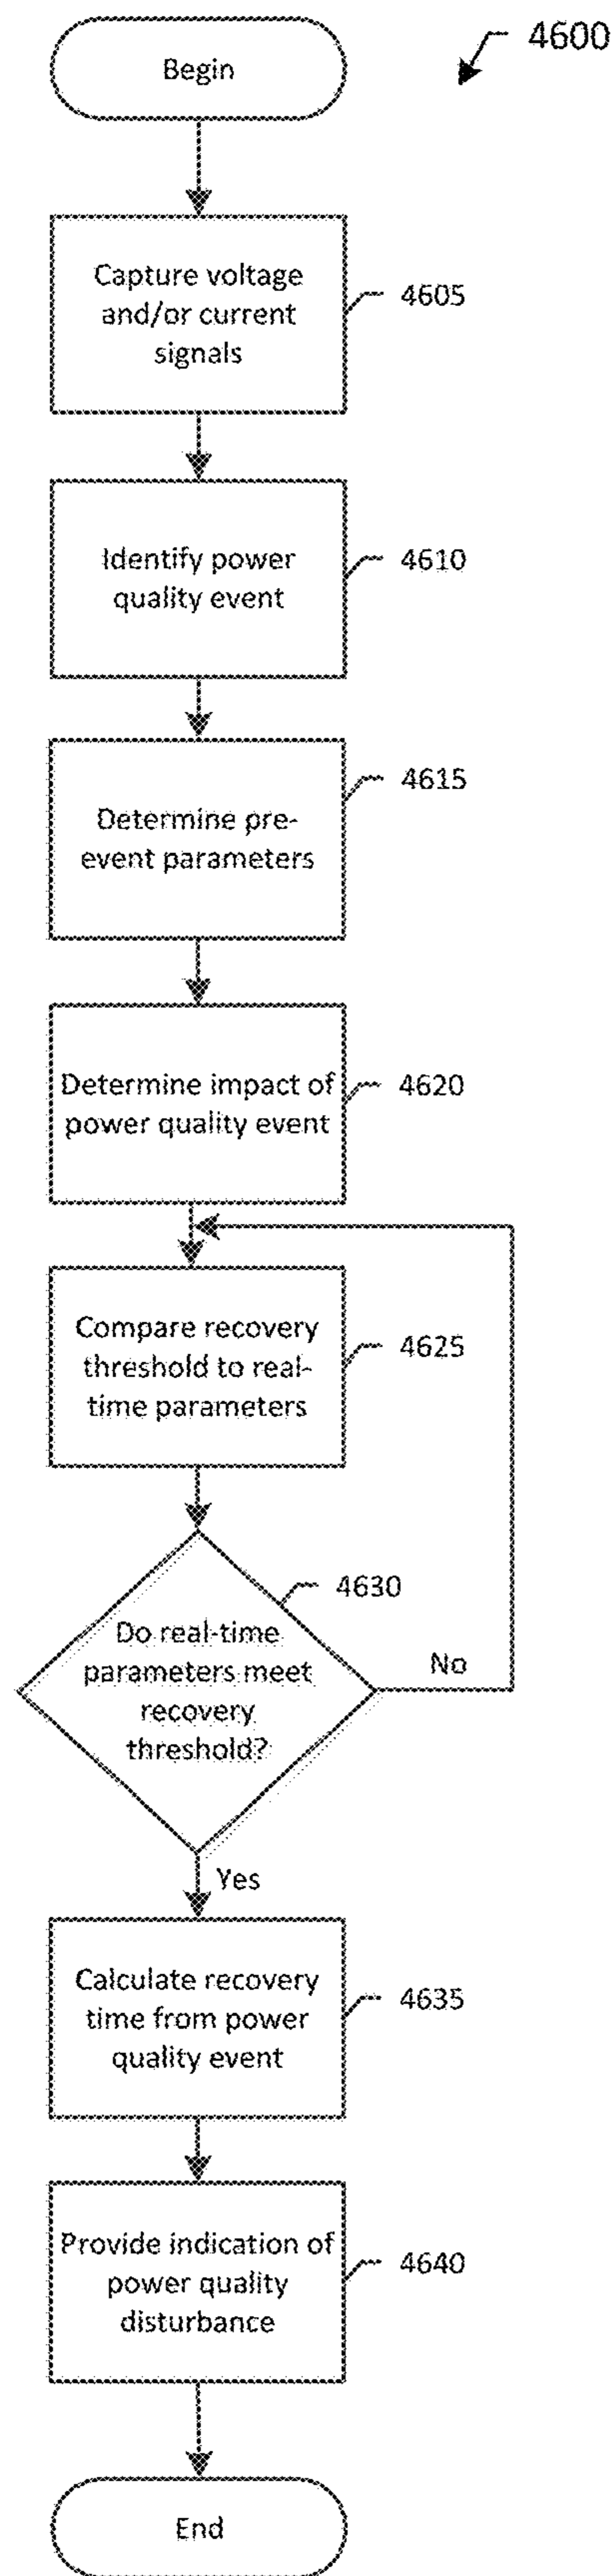 4600
Begin
Capture voltage
and/or current
signals
4605
Identify power
quality event
4610
Determine pre-
event parameters
4615
Determine impact of
power quality event
4620
Compare recovery
threshold to real-
time parameters
4625
4630
Do real-time
parameters meet
recovery
threshold?
No
Yes
Calculate recovery
time from power
quality event
4635
Provide indication of
power quality
disturbance
4640
End